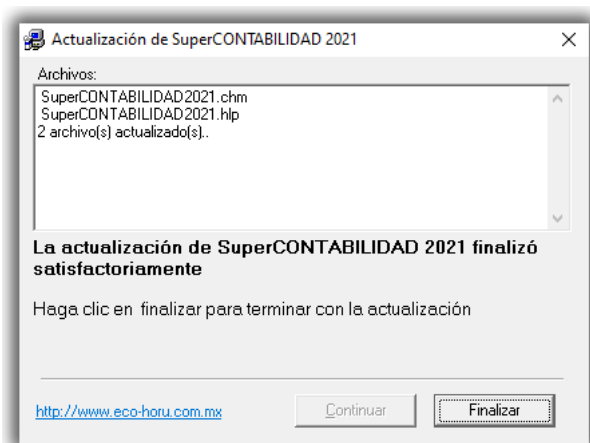 Actualización de SuperCONTABILIDAD 2021
Archivos:
SuperCONTABILIDAD2021.chm
SuperCONTABILIDAD2021.hlp
2 archivo(s) actualizado(s)..
La actualización de SuperCONTABILIDAD 2021 finalizó
satisfactoriamente
Haga clic en finalizar para terminar con la actualización
http://www.eco-horu.com.mx
Continuar
Finalizar